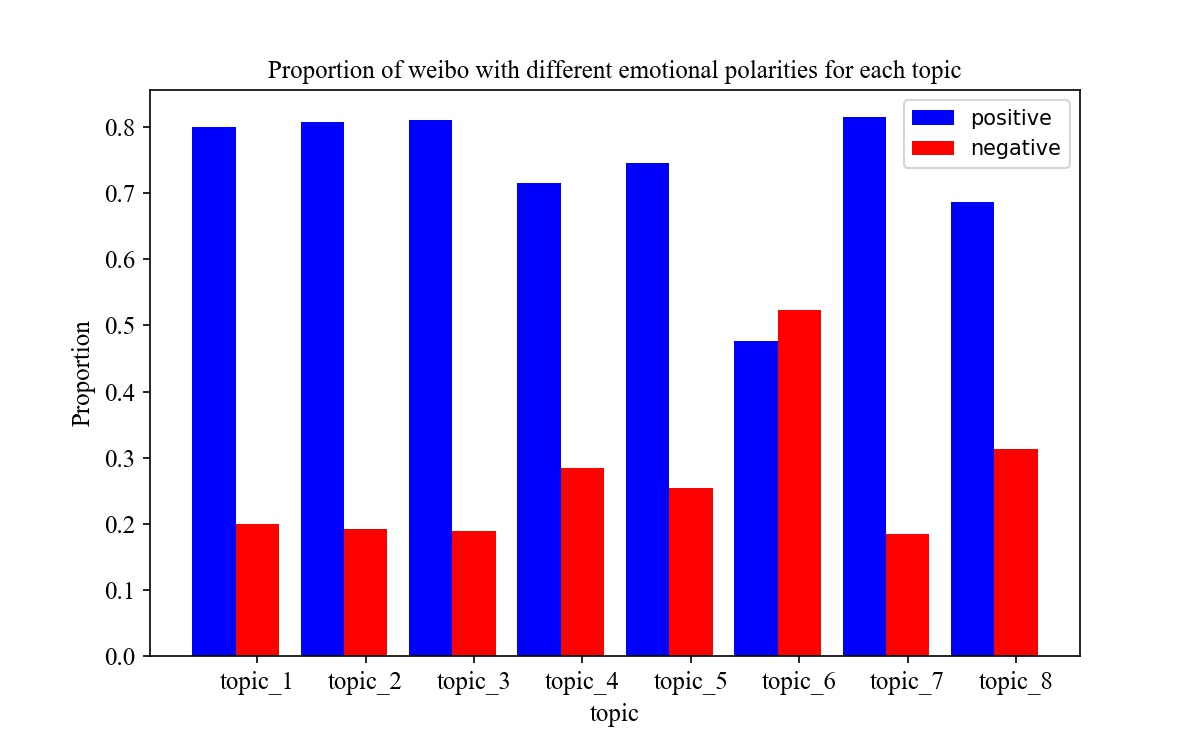 Proportion of weibo with different emotional polarities for each topic
positive
negative
0.8
0.7
0.6
0.5
0.4
0.3
0.2
0.1
0.0
Proportion
topic_1 topic_2 topic_3 topic_4 topic_5 topic_6 topic_7 topic_8
topic